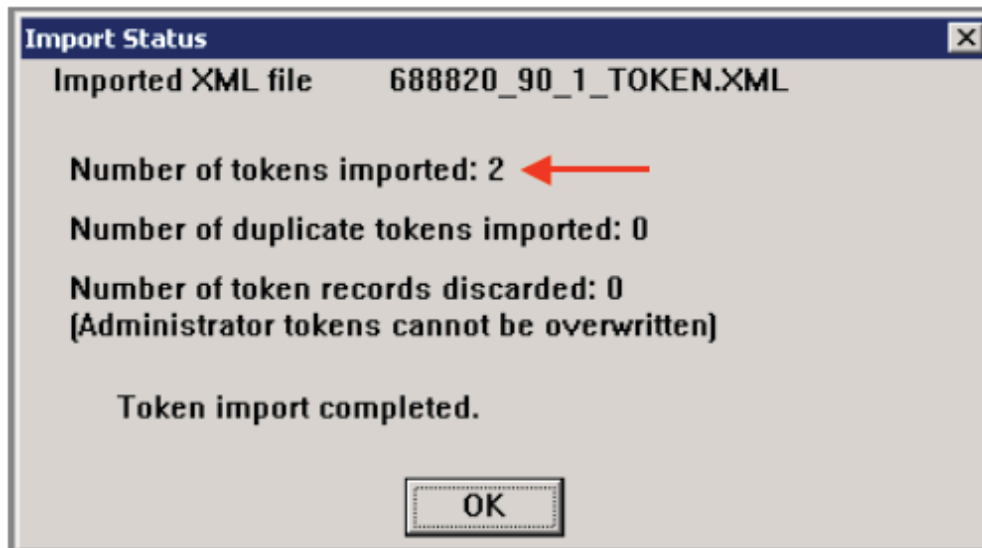 Import Status
Imported XML file 688820_90_1_TOKEN.XML
Number of tokens imported: 2
Number of duplicate tokens imported: 0
Number of token records discarded: 0
(Administrator tokens cannot be overwritten)
Token import completed.
OK